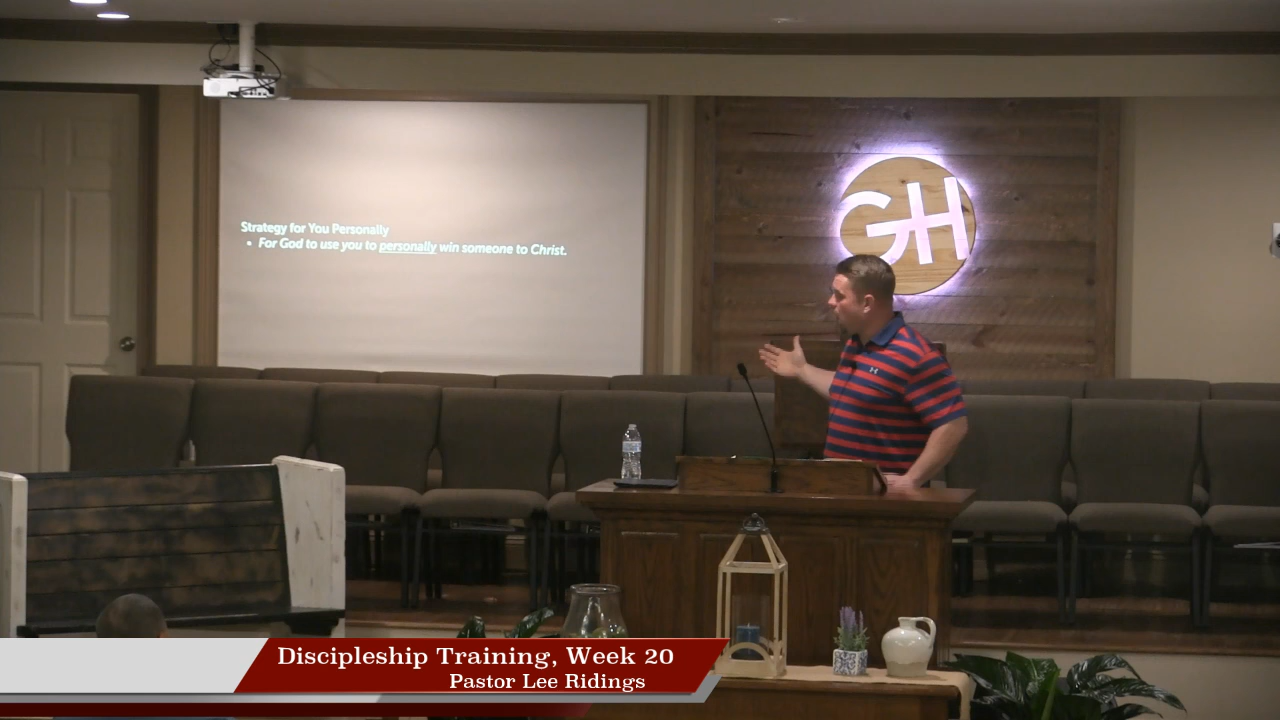 Strategy for You Personally
• For God to use you to personally win someone to Christ.
GH
Discipleship Training, Week 20
Pastor Lee Ridings